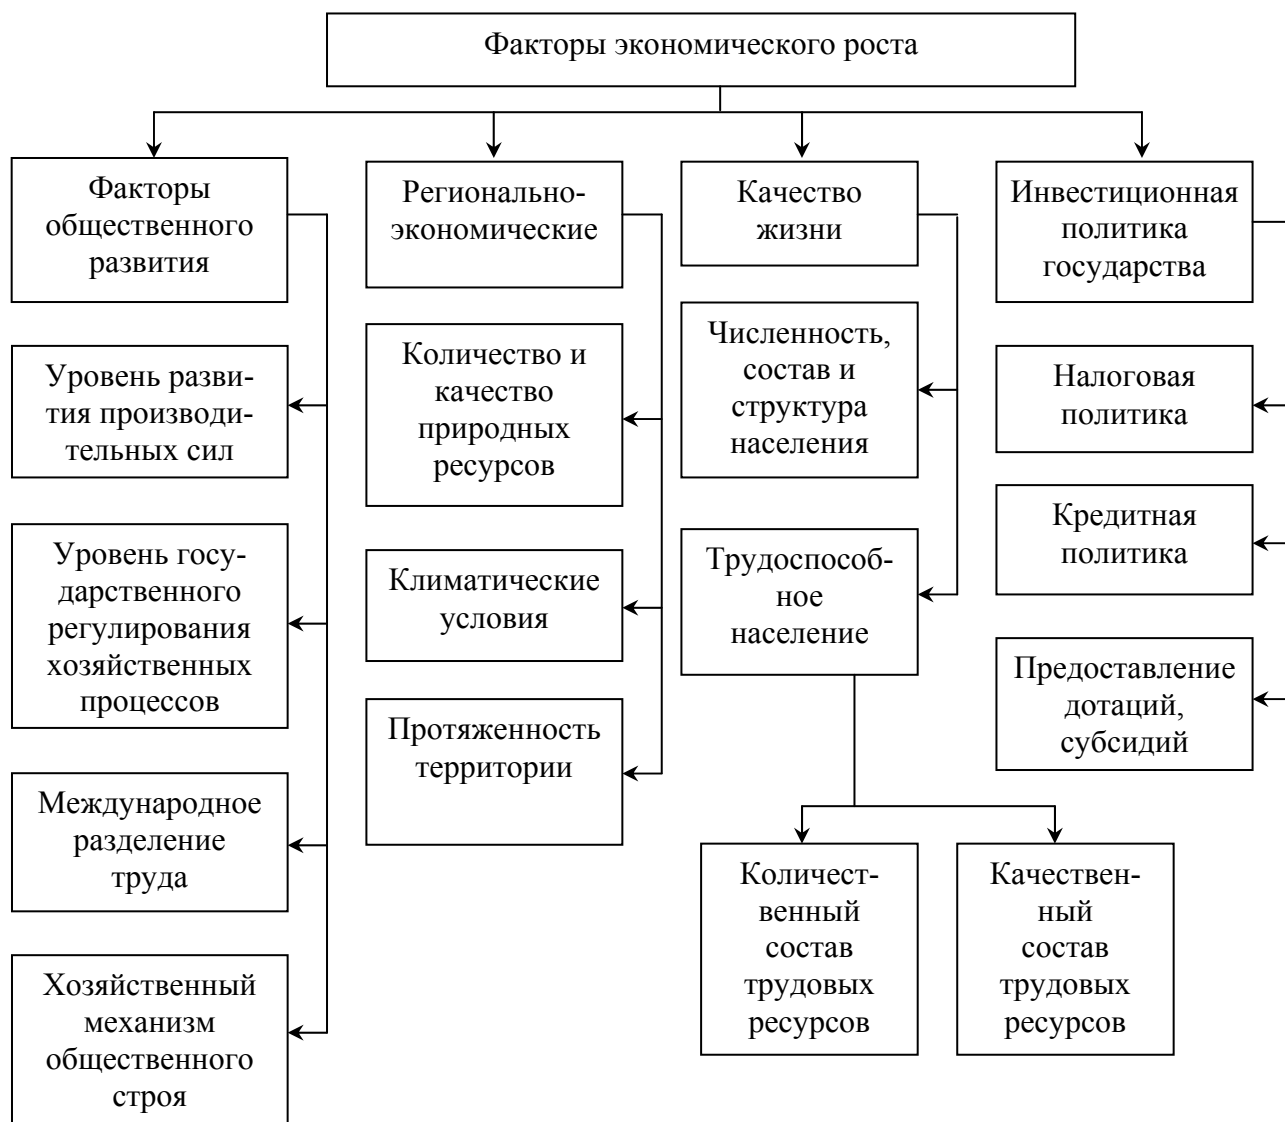 Факторы экономического роста
Факторы
общественного
развития
Регионально-
экономические
Качество
жизни
Инвестиционная
политика
государства
Уровень разви-
тия производи-
тельных сил
Количество и
качество
природных
ресурсов
Численность,
состав и
структура
населения
Налоговая
политика
Уровень госу-
дарственного
регулирования
хозяйственных
процессов
Климатические
условия
Трудоспособ-
ное
население
Кредитная
политика
Международное
разделение
труда
Протяженность
территории
Предоставление
дотаций,
субсидий
Хозяйственный
механизм
общественного
строя
Количест-
венный
состав
трудовых
ресурсов
Качествен-
ный
состав
трудовых
ресурсов